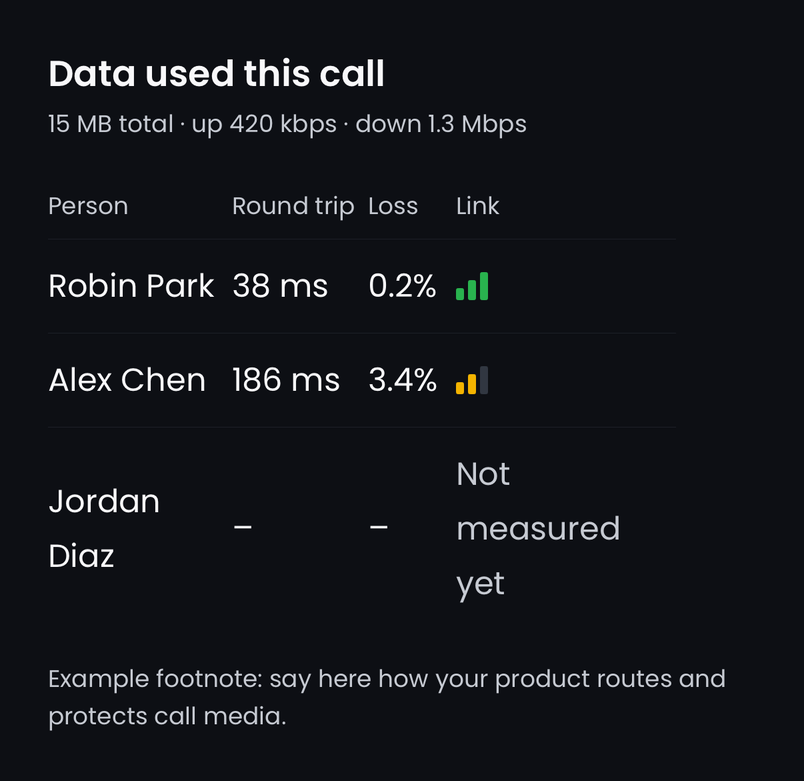 Data used this call
15 MB total · up 420 kbps · down 1.3 Mbps
Person Round trip Loss Link
Robin Park 38 ms 0.2%
Alex Chen 186 ms 3.4%
Jordan
Diaz
– –
Not
measured
yet
Example footnote: say here how your product routes and
protects call media.